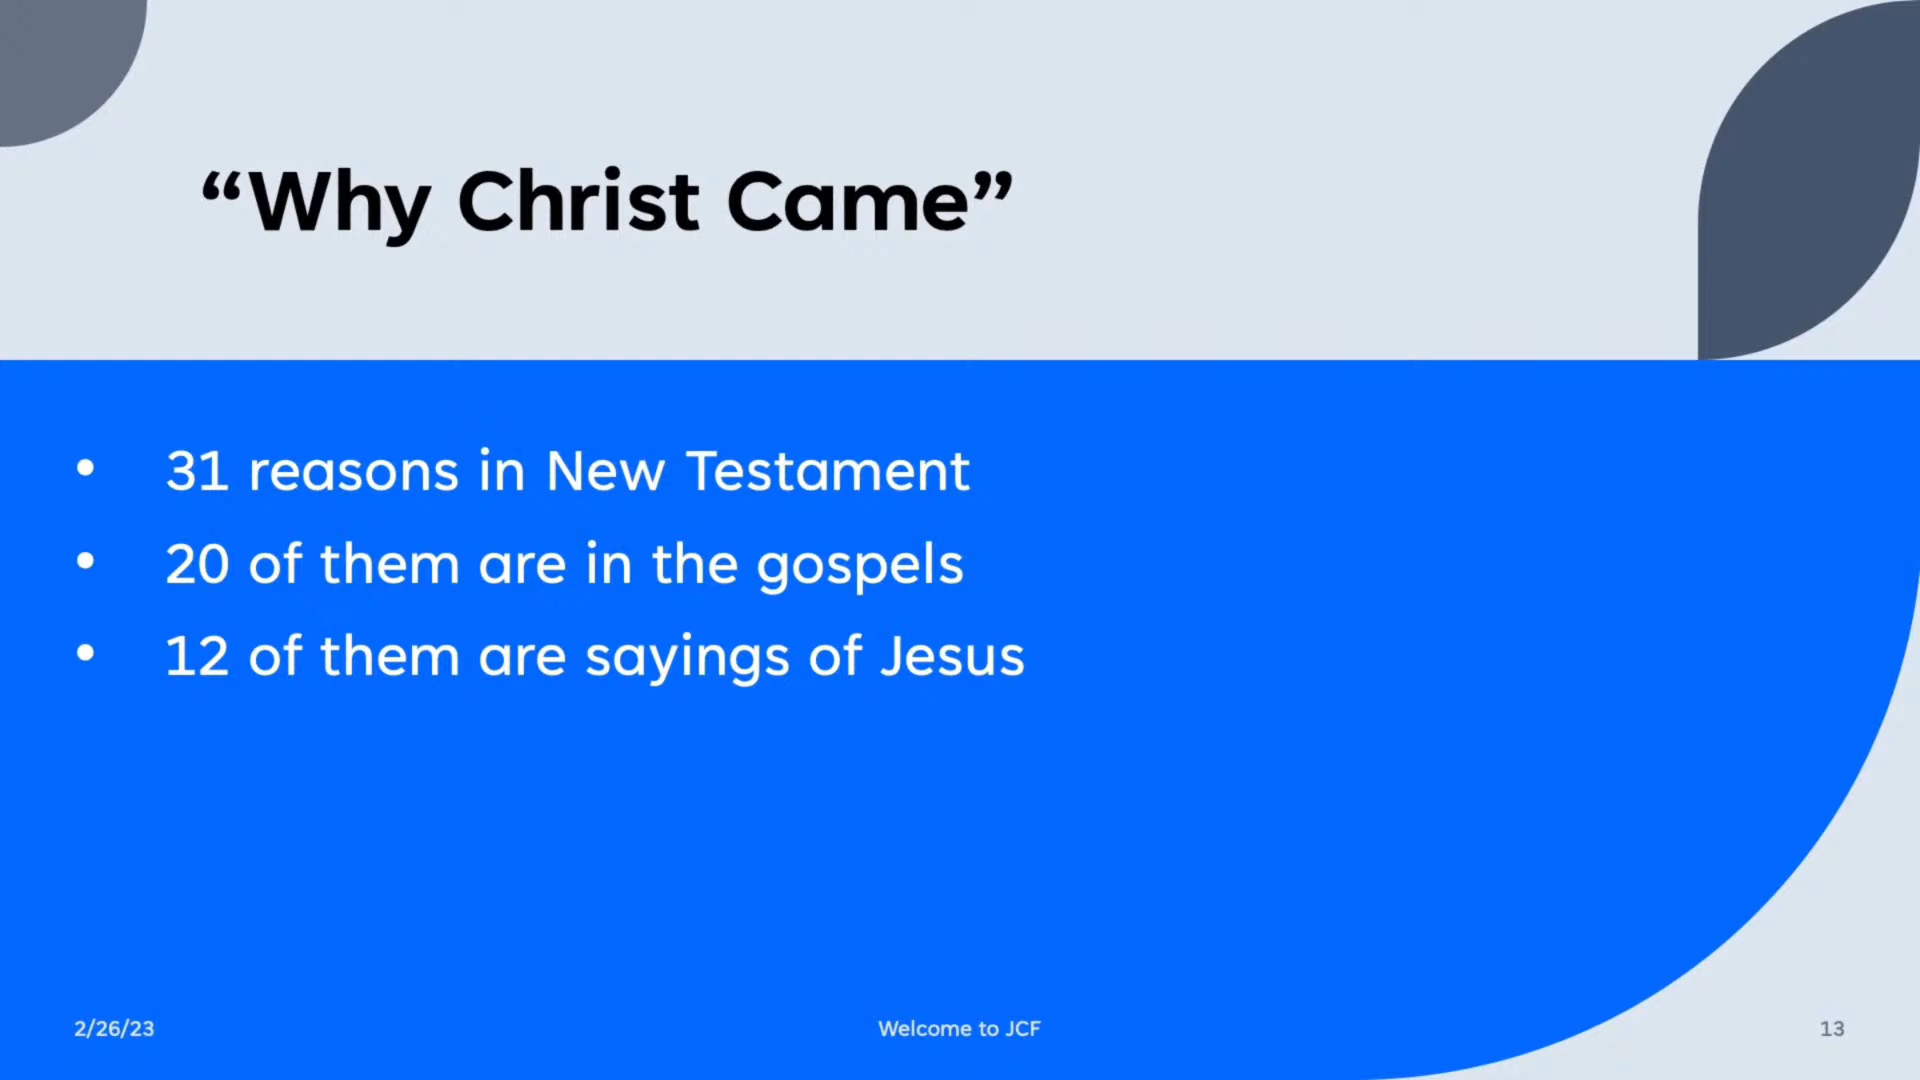 “Why Christ Came”
• 31 reasons in New Testament
• 20 of them are in the gospels
• 12 of them are sayings of Jesus
2/26/23
Welcome to JCF
13